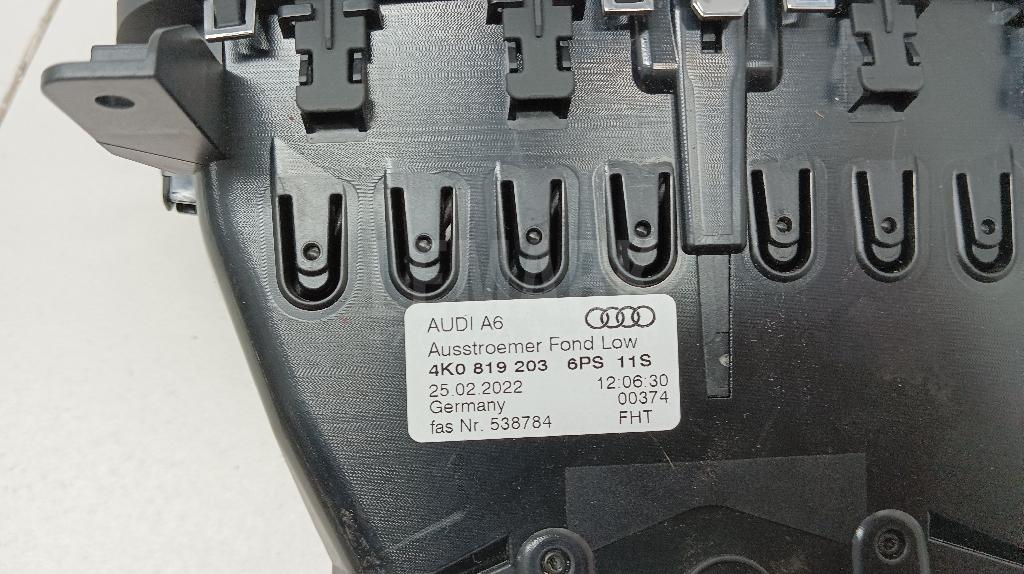 AUDI A6
Ausstroemer Fond Low
4K0 819 203 6PS 11S
25.02.2022 12:06:30
Germany 00374
fas Nr. 538784 FHT